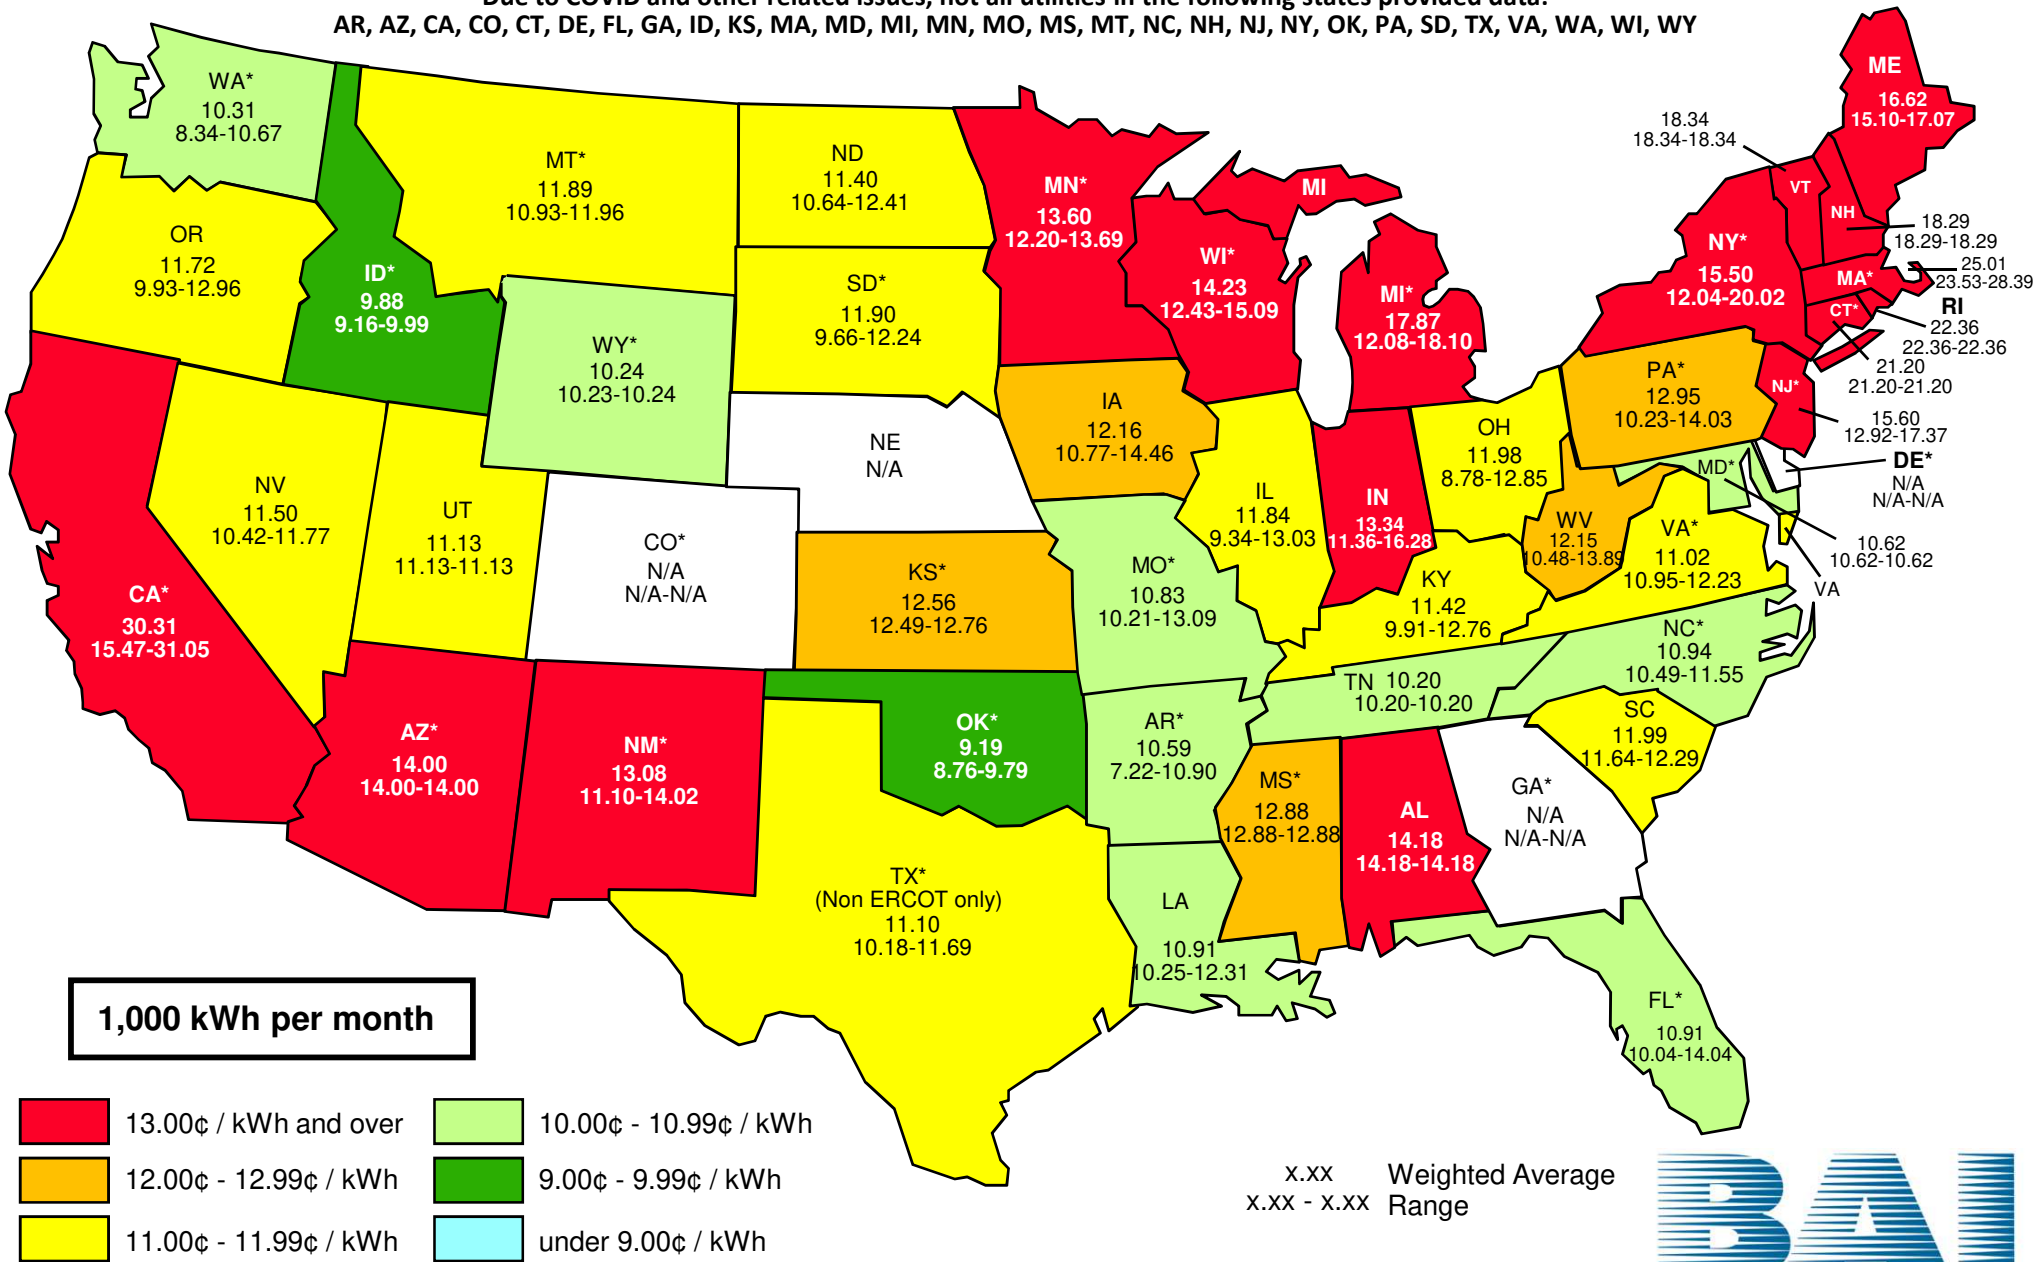 Due to COVID and other related issues, not all utilities in the following states provided data:
AR, AZ, CA, CO, CT, DE, FL, GA, ID, KS, MA, MD, MI, MN, MO, MS, MT, NC, NH, NJ, NY, OK, PA, SD, TX, VA, WA, WI, WY
WA*
10.31
8.34-10.67
OR
11.72
9.93-12.96
ID*
9.88
9.16-9.99
MT*
11.89
10.93-11.96
ND
11.40
10.64-12.41
SD*
11.90
9.66-12.24
WY*
10.24
10.23-10.24
NE
N/A
MN*
13.60
12.20-13.69
WI*
14.23
12.43-15.09
MI
MI*
17.87
12.08-18.10
IA
12.16
10.77-14.46
CA*
30.31
15.47-31.05
NV
11.50
10.42-11.77
UT
11.13
11.13-11.13
CO*
N/A
N/A-N/A
KS*
12.56
12.49-12.76
MO*
10.83
10.21-13.09
IL
11.84
9.34-13.03
IN
13.34
11.36-16.28
OH
11.98
8.78-12.85
KY
11.42
9.91-12.76
WV
12.15
10.48-13.89
VA*
11.02
10.95-12.23
PA*
12.95
10.23-14.03
NY*
15.50
12.04-20.02
ME
16.62
15.10-17.07
18.34
18.34-18.34
VT
NH
18.29
18.29-18.29
MA*
25.01
23.53-28.39
RI
22.36
22.36-22.36
CT*
21.20
21.20-21.20
NJ*
15.60
12.92-17.37
DE*
N/A
N/A-N/A
MD*
10.62
10.62-10.62
VA
AZ*
14.00
14.00-14.00
NM*
13.08
11.10-14.02
OK*
9.19
8.76-9.79
TX*
(Non ERCOT only)
11.10
10.18-11.69
AR*
10.59
7.22-10.90
LA
10.91
10.25-12.31
TN 10.20
10.20-10.20
NC*
10.94
10.49-11.55
SC
11.99
11.64-12.29
MS*
12.88
12.88-12.88
AL
14.18
14.18-14.18
GA*
N/A
N/A-N/A
FL*
10.91
10.04-14.04
1,000 kWh per month
13.00¢ / kWh and over
12.00¢ - 12.99¢ / kWh
11.00¢ - 11.99¢ / kWh
10.00¢ - 10.99¢ / kWh
9.00¢ - 9.99¢ / kWh
under 9.00¢ / kWh
x.xx Weighted Average
x.xx - x.xx Range
BAI